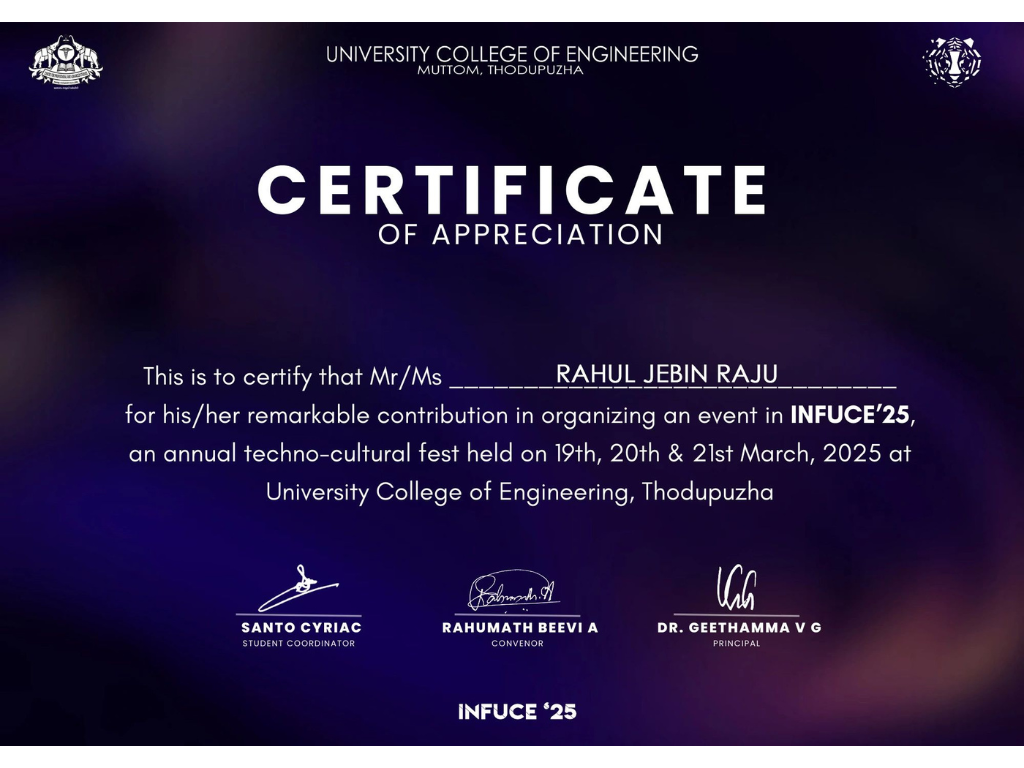 UNIVERSITY COLLEGE OF ENGINEERING
MUTTOM, THODUPUZHA
CERTIFICATE
OF APPRECIATION
This is to certify that Mr/Ms RAHUL JEBIN RAJU
for his/her remarkable contribution in organizing an event in INFUCE’25,
an annual techno-cultural fest held on 19th, 20th & 21st March, 2025 at
University College of Engineering, Thodupuzha
SANTO CYRIAC
STUDENT COORDINATOR
RAHUMATH BEEVI A
CONVENOR
DR. GEETHAMMA V G
PRINCIPAL
INFUCE ‘25